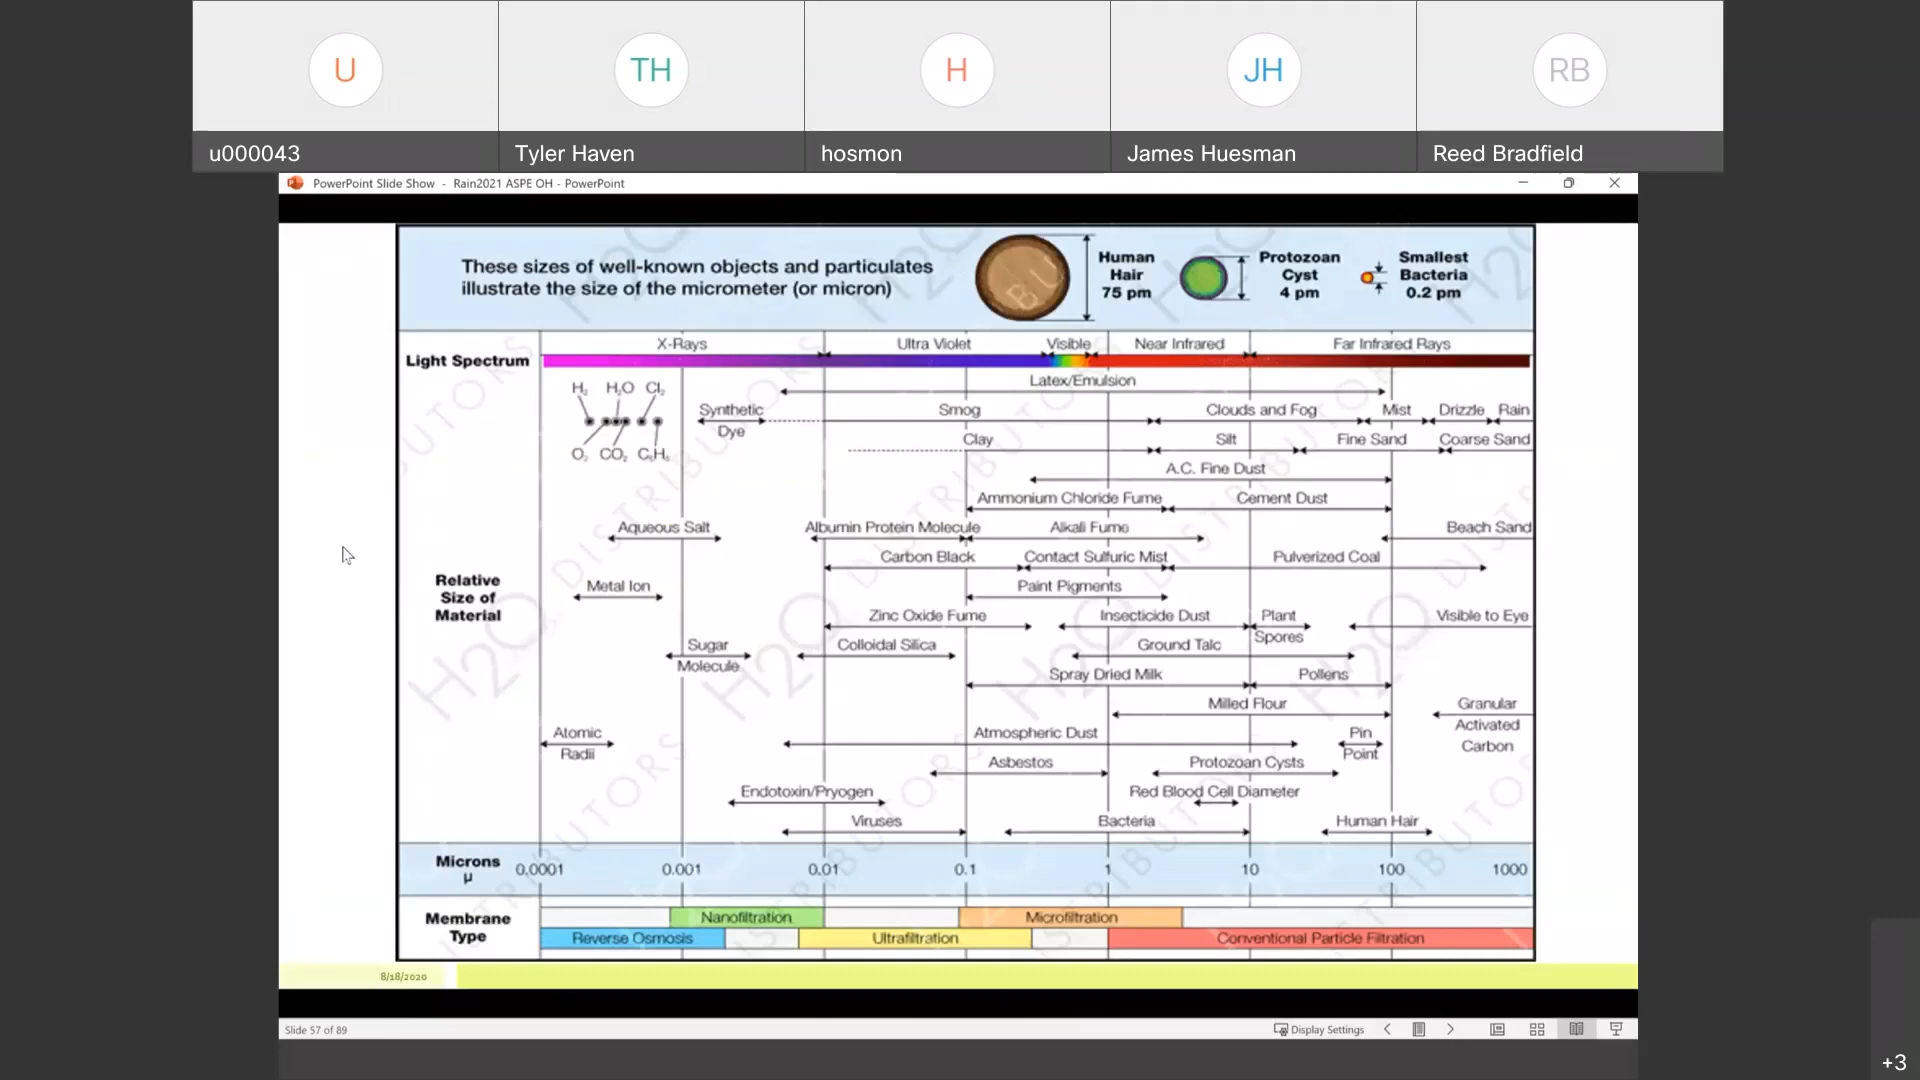 U
TH
H
JH
RB
u000043
Tyler Haven
hosmon
James Huesman
Reed Bradfield
PowerPoint Slide Show - Rain2021 ASPE OH - PowerPoint
These sizes of well-known objects and particulates
illustrate the size of the micrometer (or micron)
Human
Hair
75 pm
Protozoan
Cyst
4 pm
Smallest
Bacteria
0.2 pm
Light Spectrum
X-Rays
Ultra Violet
Visible
Near Infrared
Far Infrared Rays
Latex/Emulsion
H₂ H₂O Cl₂
O₂ CO₂ C₆H₆
Synthetic
Dye
Smog
Clouds and Fog
Mist
Drizzle
Rain
Clay
Silt
Fine Sand
Coarse Sand
A.C. Fine Dust
Ammonium Chloride Fume
Cement Dust
Aqueous Salt
Albumin Protein Molecule
Alkali Fume
Beach Sand
Carbon Black
Contact Sulfuric Mist
Pulverized Coal
Relative
Size of
Material
Metal Ion
Paint Pigments
Zinc Oxide Fume
Insecticide Dust
Plant
Spores
Visible to Eye
Sugar
Molecule
Colloidal Silica
Ground Talc
Spray Dried Milk
Pollens
Milled Flour
Granular
Activated
Carbon
Atomic
Radii
Atmospheric Dust
Pin
Point
Asbestos
Protozoan Cysts
Endotoxin/Pryogen
Red Blood Cell Diameter
Viruses
Bacteria
Human Hair
Microns
µ
0.0001
0.001
0.01
0.1
1
10
100
1000
Membrane
Type
Nanofiltration
Microfiltration
Reverse Osmosis
Ultrafiltration
Conventional Particle Filtration
H2O DISTRIBUTORS
8/18/2020
Slide 57 of 89
Display Settings
+3